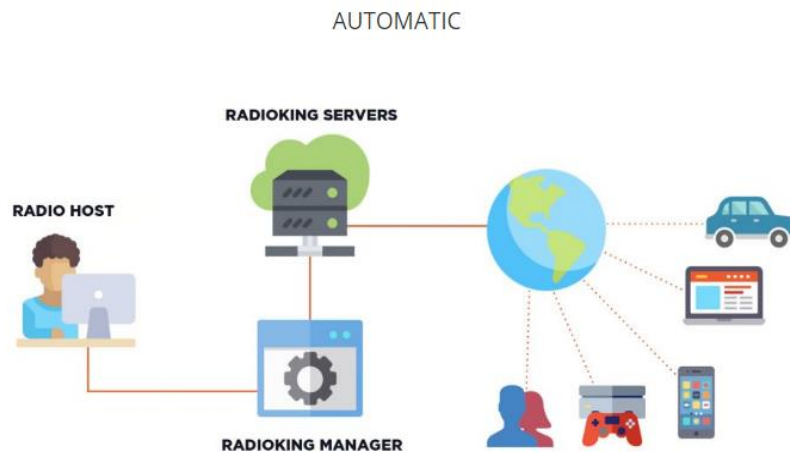 AUTOMATIC
RADIOKING SERVERS
RADIO HOST
RADIOKING MANAGER